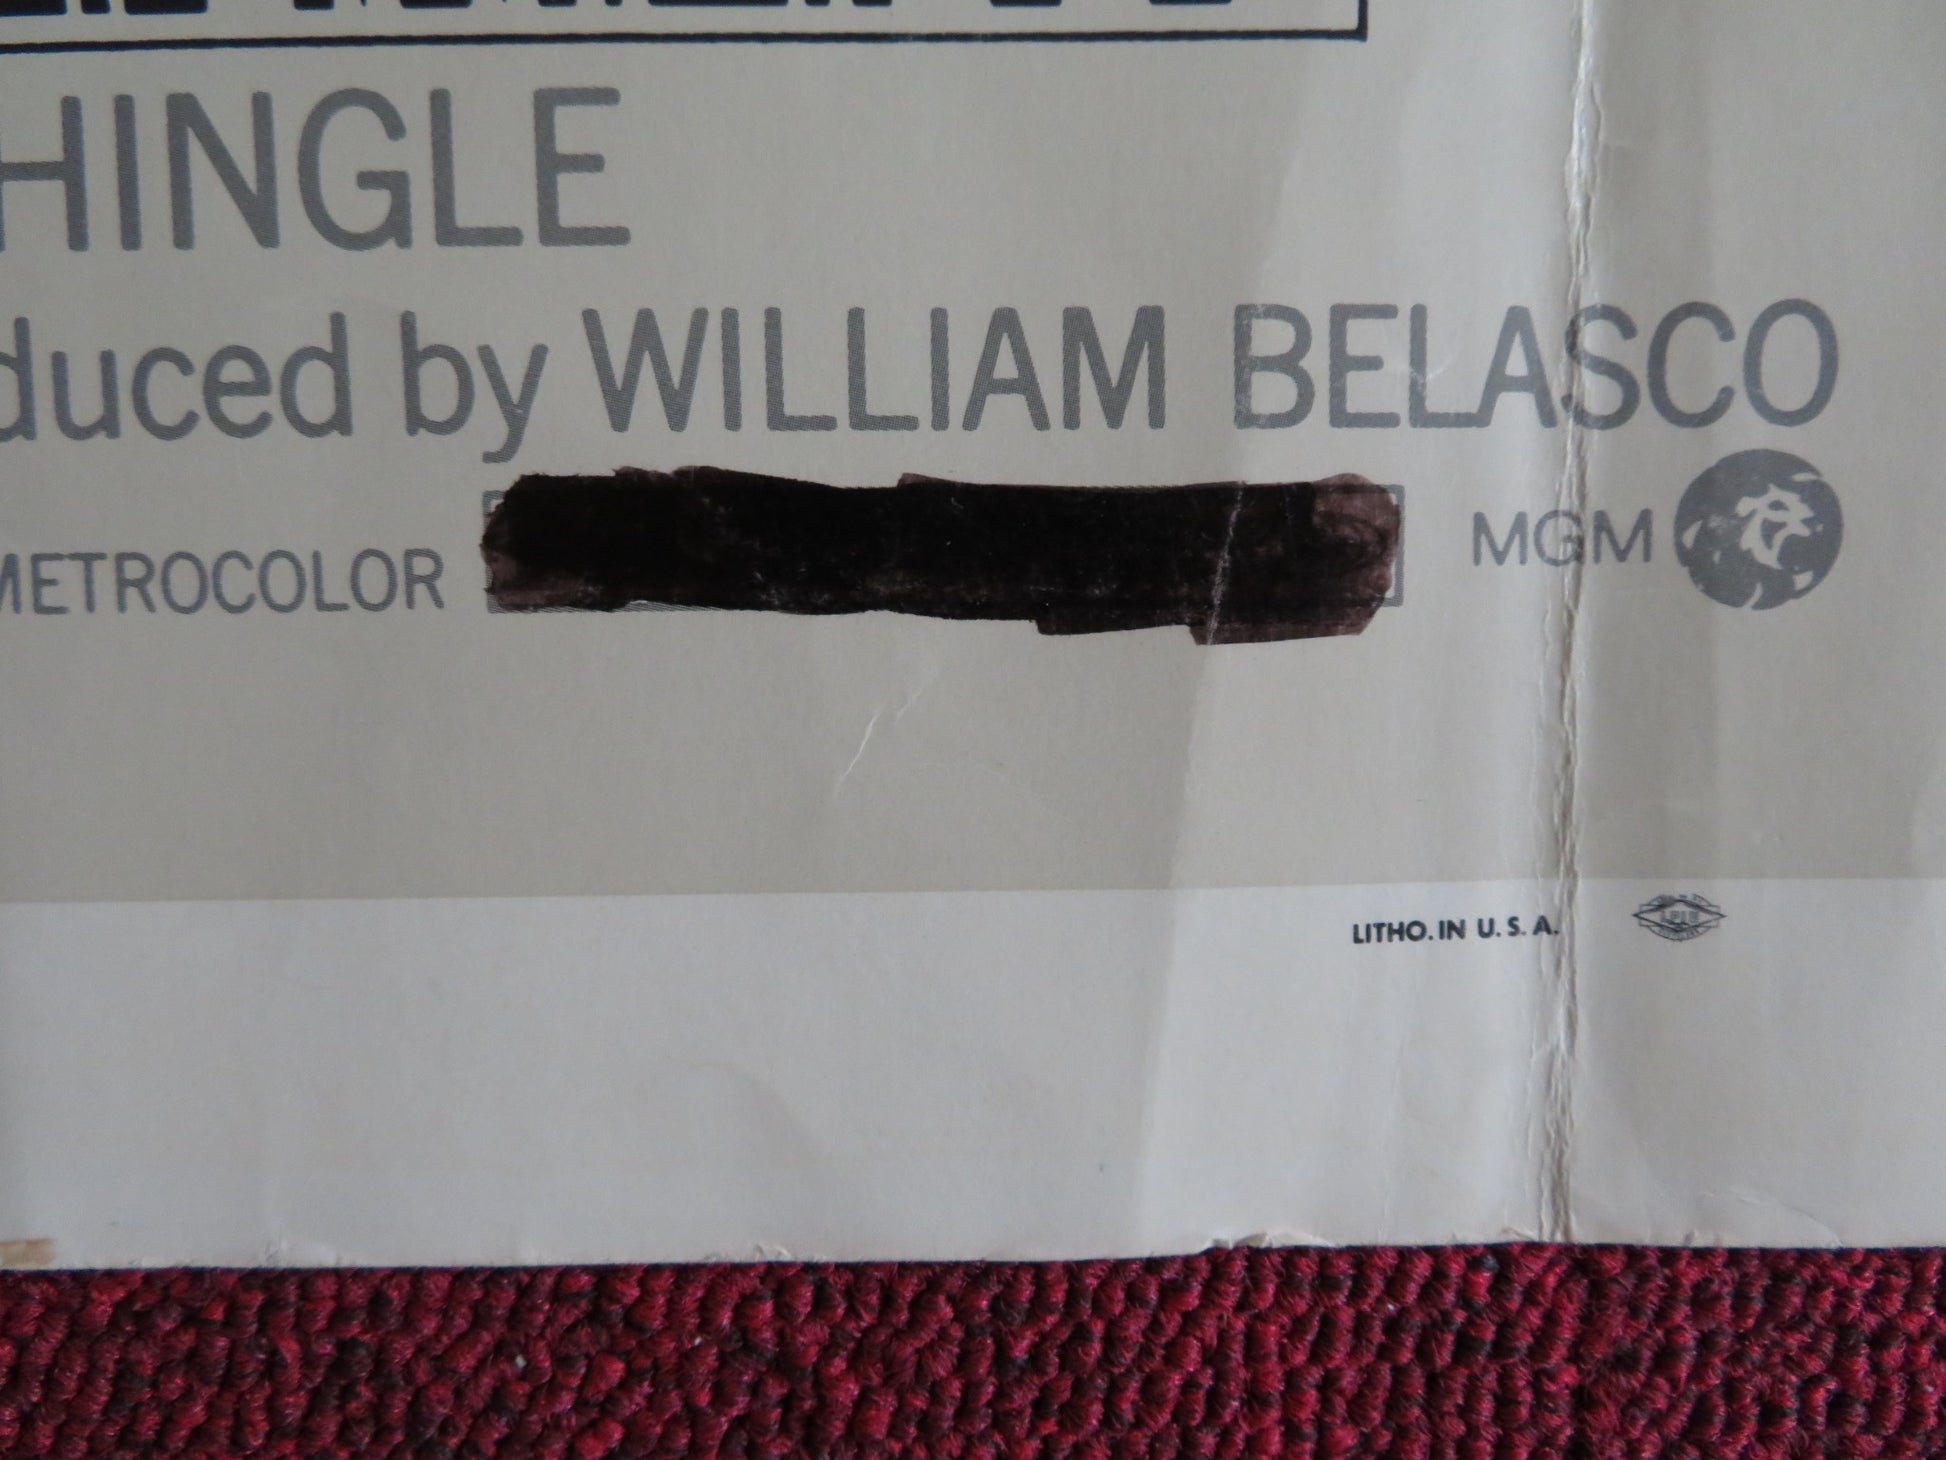 HINGLE
duced by WILLIAM BELASCO
METROCOLOR MGM
LITHO. IN U. S. A.